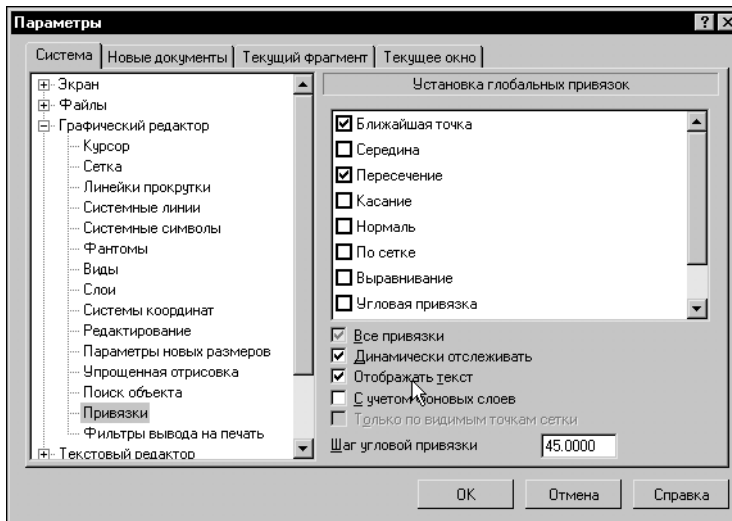 Параметры
Система Новые документы Текущий фрагмент Текущее окно
Экран
Файлы
Графический редактор
Курсор
Сетка
Линейки прокрутки
Системные линии
Системные символы
Фантомы
Виды
Слои
Системы координат
Редактирование
Параметры новых размеров
Упрощенная отрисовка
Поиск объекта
Привязки
Фильтры вывода на печать
Текстовый редактор
Установка глобальных привязок
Ближайшая точка
Середина
Пересечение
Касание
Нормаль
По сетке
Выравнивание
Угловая привязка
Все привязки
Динамически отслеживать
Отображать текст
С учетом фоновых слоев
Только по видимым точкам сетки
Шаг угловой привязки 45.0000
OK Отмена Справка